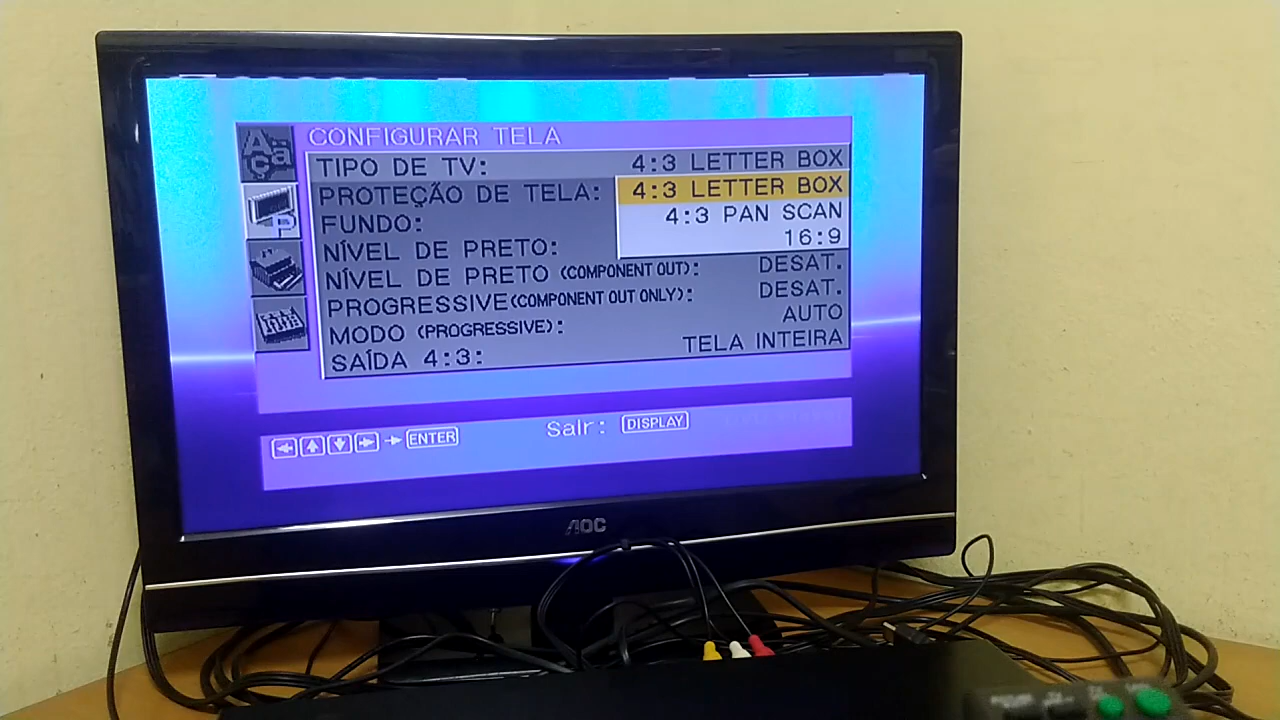 CONFIGURAR TELA
TIPO DE TV: 4:3 LETTER BOX
PROTEÇÃO DE TELA: 4:3 LETTER BOX
FUNDO: 4:3 PAN SCAN
16:9
NÍVEL DE PRETO:
NÍVEL DE PRETO (COMPONENT OUT): DESAT.
PROGRESSIVE(COMPONENT OUT ONLY): DESAT.
MODO (PROGRESSIVE): AUTO
SAÍDA 4:3: TELA INTEIRA
ENTER
SaIr: DISPLAY
AOC